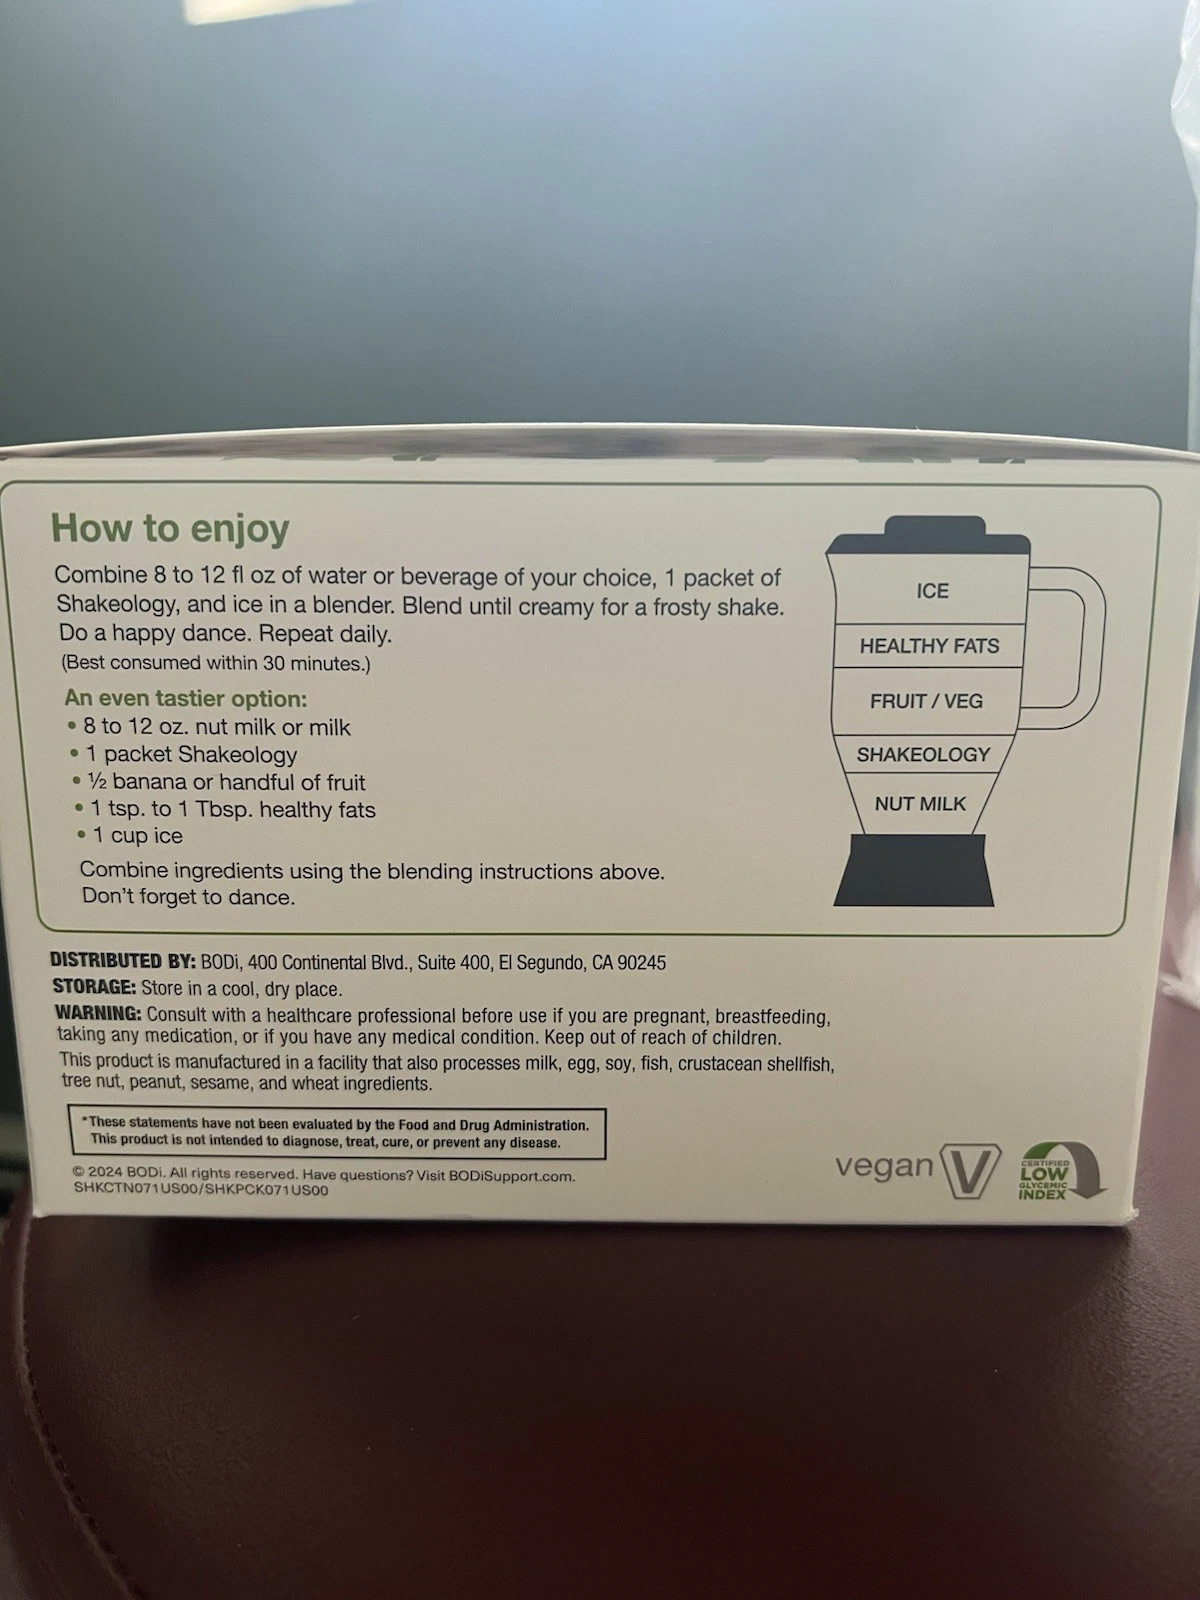 How to enjoy
Combine 8 to 12 fl oz of water or beverage of your choice, 1 packet of
Shakeology, and ice in a blender. Blend until creamy for a frosty shake.
Do a happy dance. Repeat daily.
(Best consumed within 30 minutes.)
An even tastier option:
• 8 to 12 oz. nut milk or milk
• 1 packet Shakeology
• ½ banana or handful of fruit
• 1 tsp. to 1 Tbsp. healthy fats
• 1 cup ice
Combine ingredients using the blending instructions above.
Don't forget to dance.
ICE
HEALTHY FATS
FRUIT / VEG
SHAKEOLOGY
NUT MILK
DISTRIBUTED BY: BODi, 400 Continental Blvd., Suite 400, El Segundo, CA 90245
STORAGE: Store in a cool, dry place.
WARNING: Consult with a healthcare professional before use if you are pregnant, breastfeeding,
taking any medication, or if you have any medical condition. Keep out of reach of children.
This product is manufactured in a facility that also processes milk, egg, soy, fish, crustacean shellfish,
tree nut, peanut, sesame, and wheat ingredients.
*These statements have not been evaluated by the Food and Drug Administration.
This product is not intended to diagnose, treat, cure, or prevent any disease.
© 2024 BODi. All rights reserved. Have questions? Visit BODiSupport.com.
SHKCTN071US00/SHKPCK071US00
vegan V
CERTIFIED
LOW
GLYCEMIC
INDEX